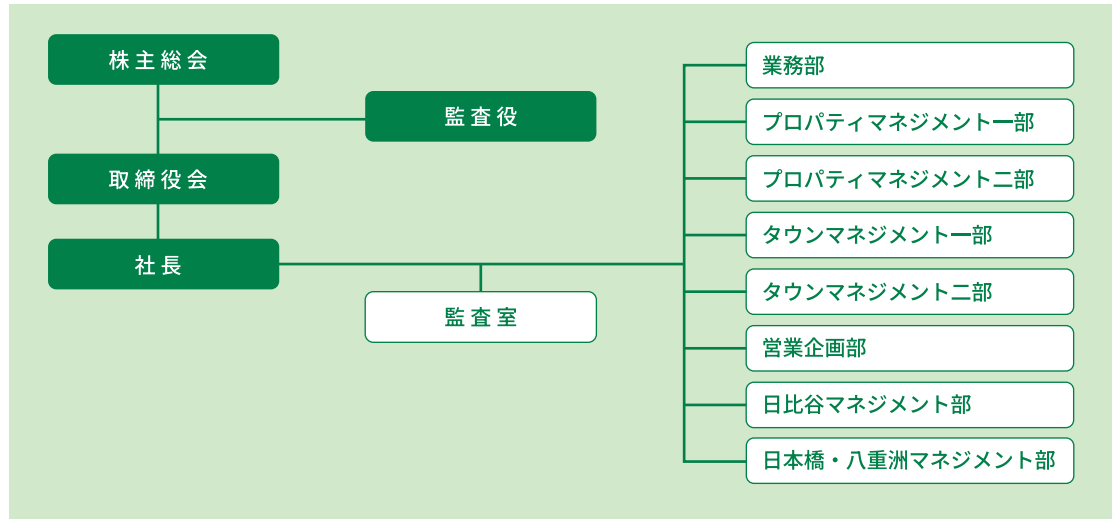 株主総会
監査役
取締役会
社長
監査室
業務部
プロパティマネジメント一部
プロパティマネジメント二部
タウンマネジメント一部
タウンマネジメント二部
営業企画部
日比谷マネジメント部
日本橋・八重洲マネジメント部